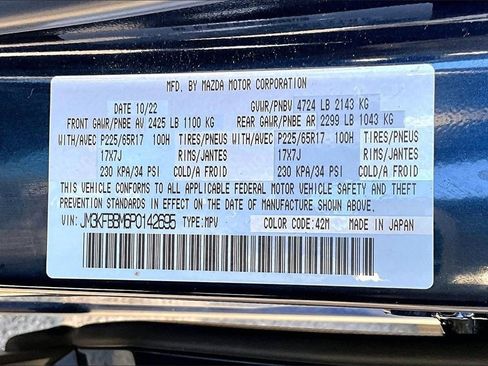 MFD. BY MAZDA MOTOR CORPORATION
DATE 10/22 GVWR/PNBV 4724 LB 2143 KG
FRONT GAWR/PNBE AV 2425 LB 1100 KG REAR GAWR/PNBE AR 2299 LB 1043 KG
WITH/AVEC P225/65R17 100H TIRES/PNEUS WITH/AVEC P225/65R17 100H TIRES/PNEUS
17X7J RIMS/JANTES 17X7J RIMS/JANTES
230 KPA/34 PSI COLD/A FROID 230 KPA/34 PSI COLD/A FROID
THIS VEHICLE CONFORMS TO ALL APPLICABLE FEDERAL MOTOR VEHICLE SAFETY AND THEFT
PREVENTION STANDARDS IN EFFECT ON THE DATE OF MANUFACTURE SHOWN ABOVE.
VIN: JM3KFBBM6P0142695 TYPE:MPV COLOR CODE:42M MADE IN JAPAN